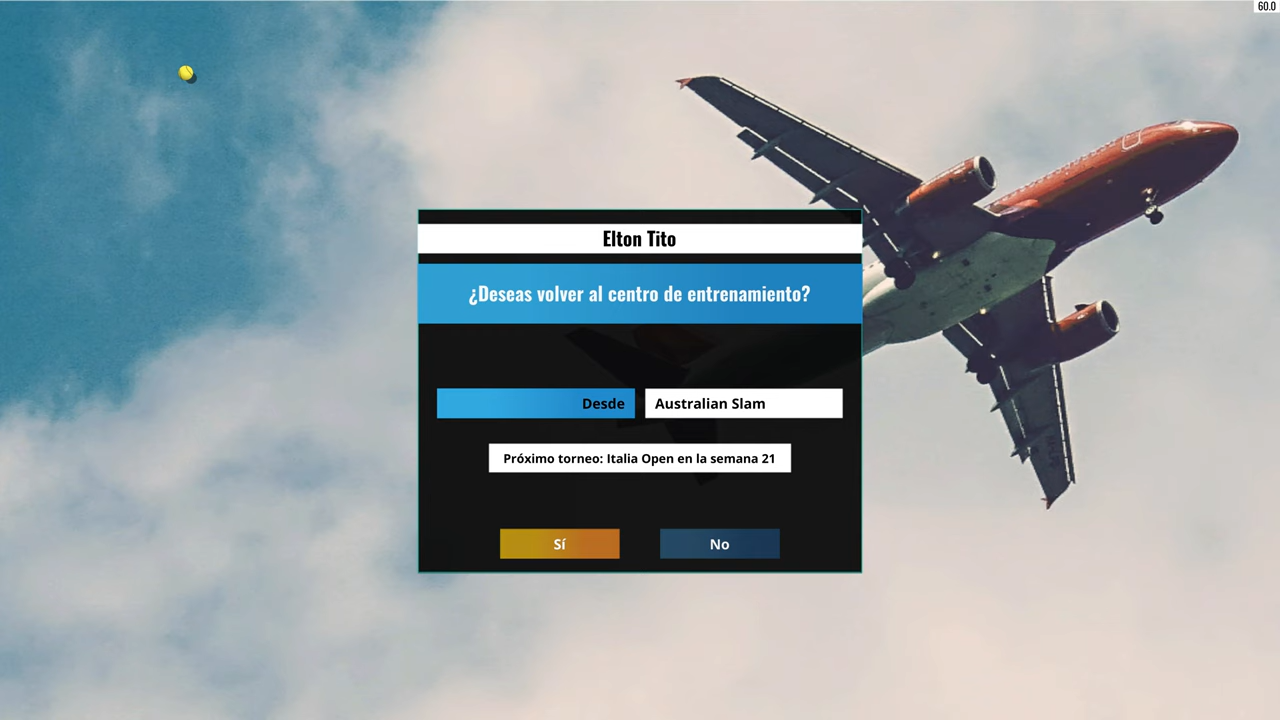 60.0
Elton Tito
¿Deseas volver al centro de entrenamiento?
Desde
Australian Slam
Próximo torneo: Italia Open en la semana 21
Sí
No